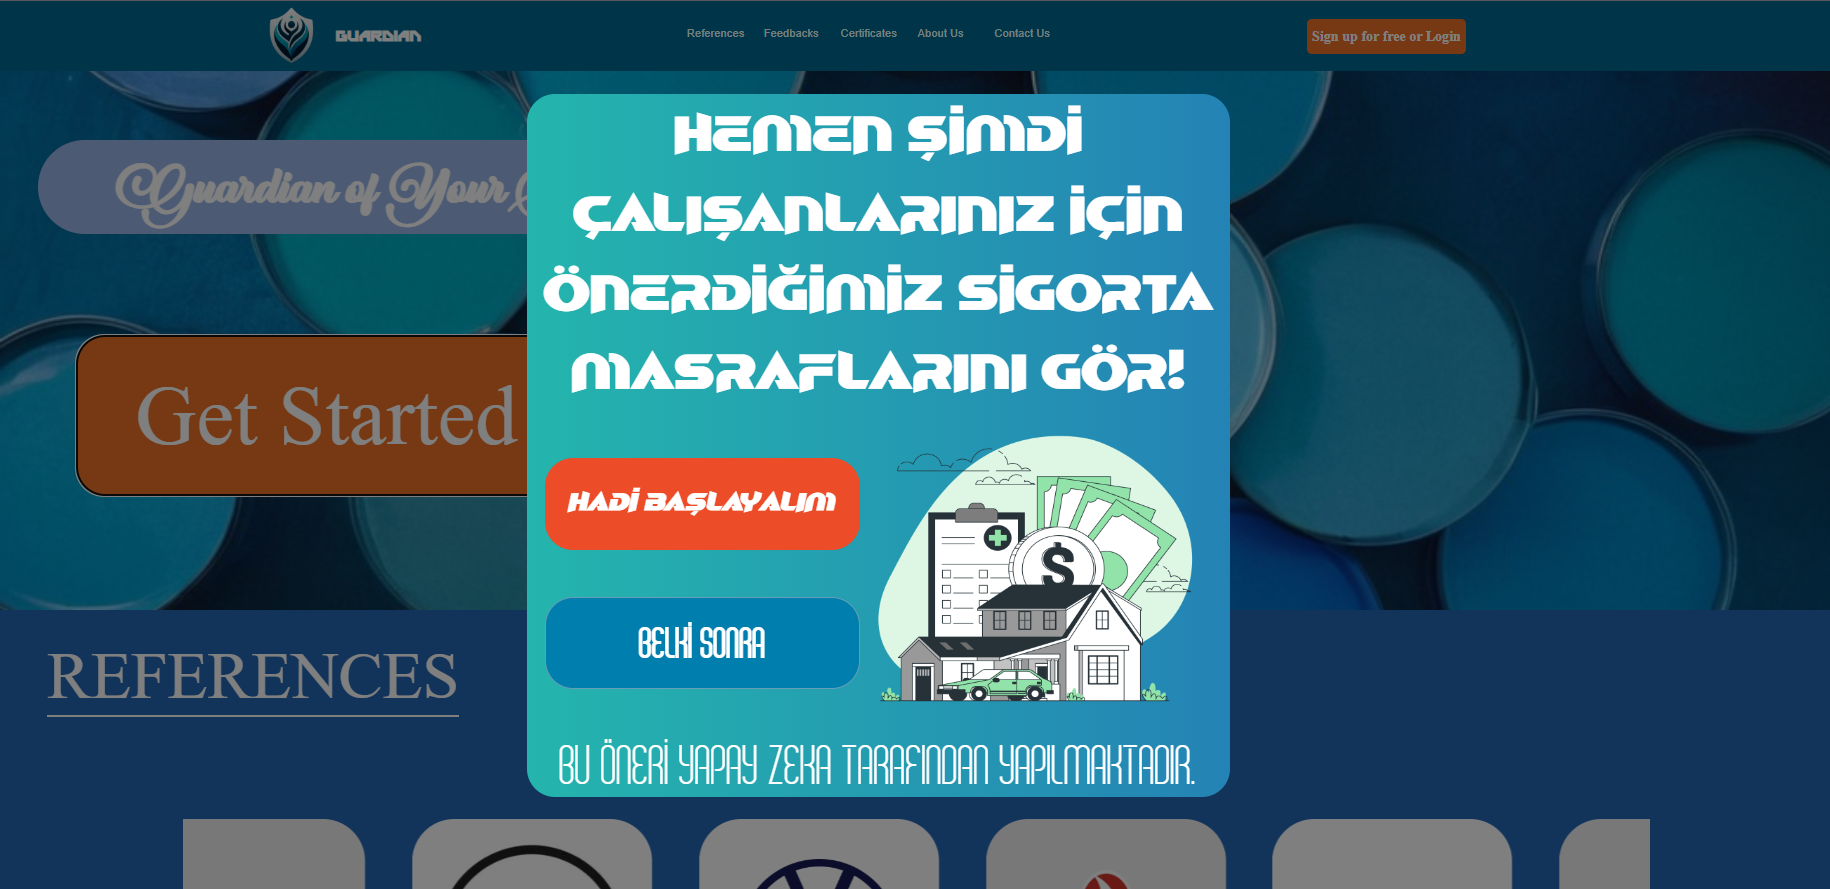 GUARDIAN
References
Feedbacks
Certificates
About Us
Contact Us
Sign up for free or Login
Guardian of Your
Get Started
HEMEN ŞİMDİ
ÇALIŞANLARINIZ İÇİN
ÖNERDİĞİMİZ SİGORTA
MASRAFLARINI GÖR!
HADİ BAŞLAYALIM
$
BELKİ SONRA
BU ÖNERİ YAPAY ZEKA TARAFINDAN YAPILMAKTADIR.
REFERENCES